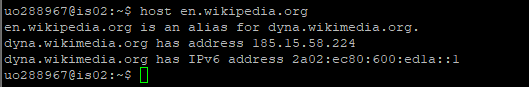 uo288967@is02:~$ host en.wikipedia.org
en.wikipedia.org is an alias for dyna.wikimedia.org.
dyna.wikimedia.org has address 185.15.58.224
dyna.wikimedia.org has IPv6 address 2a02:ec80:600:ed1a::1
uo288967@is02:~$